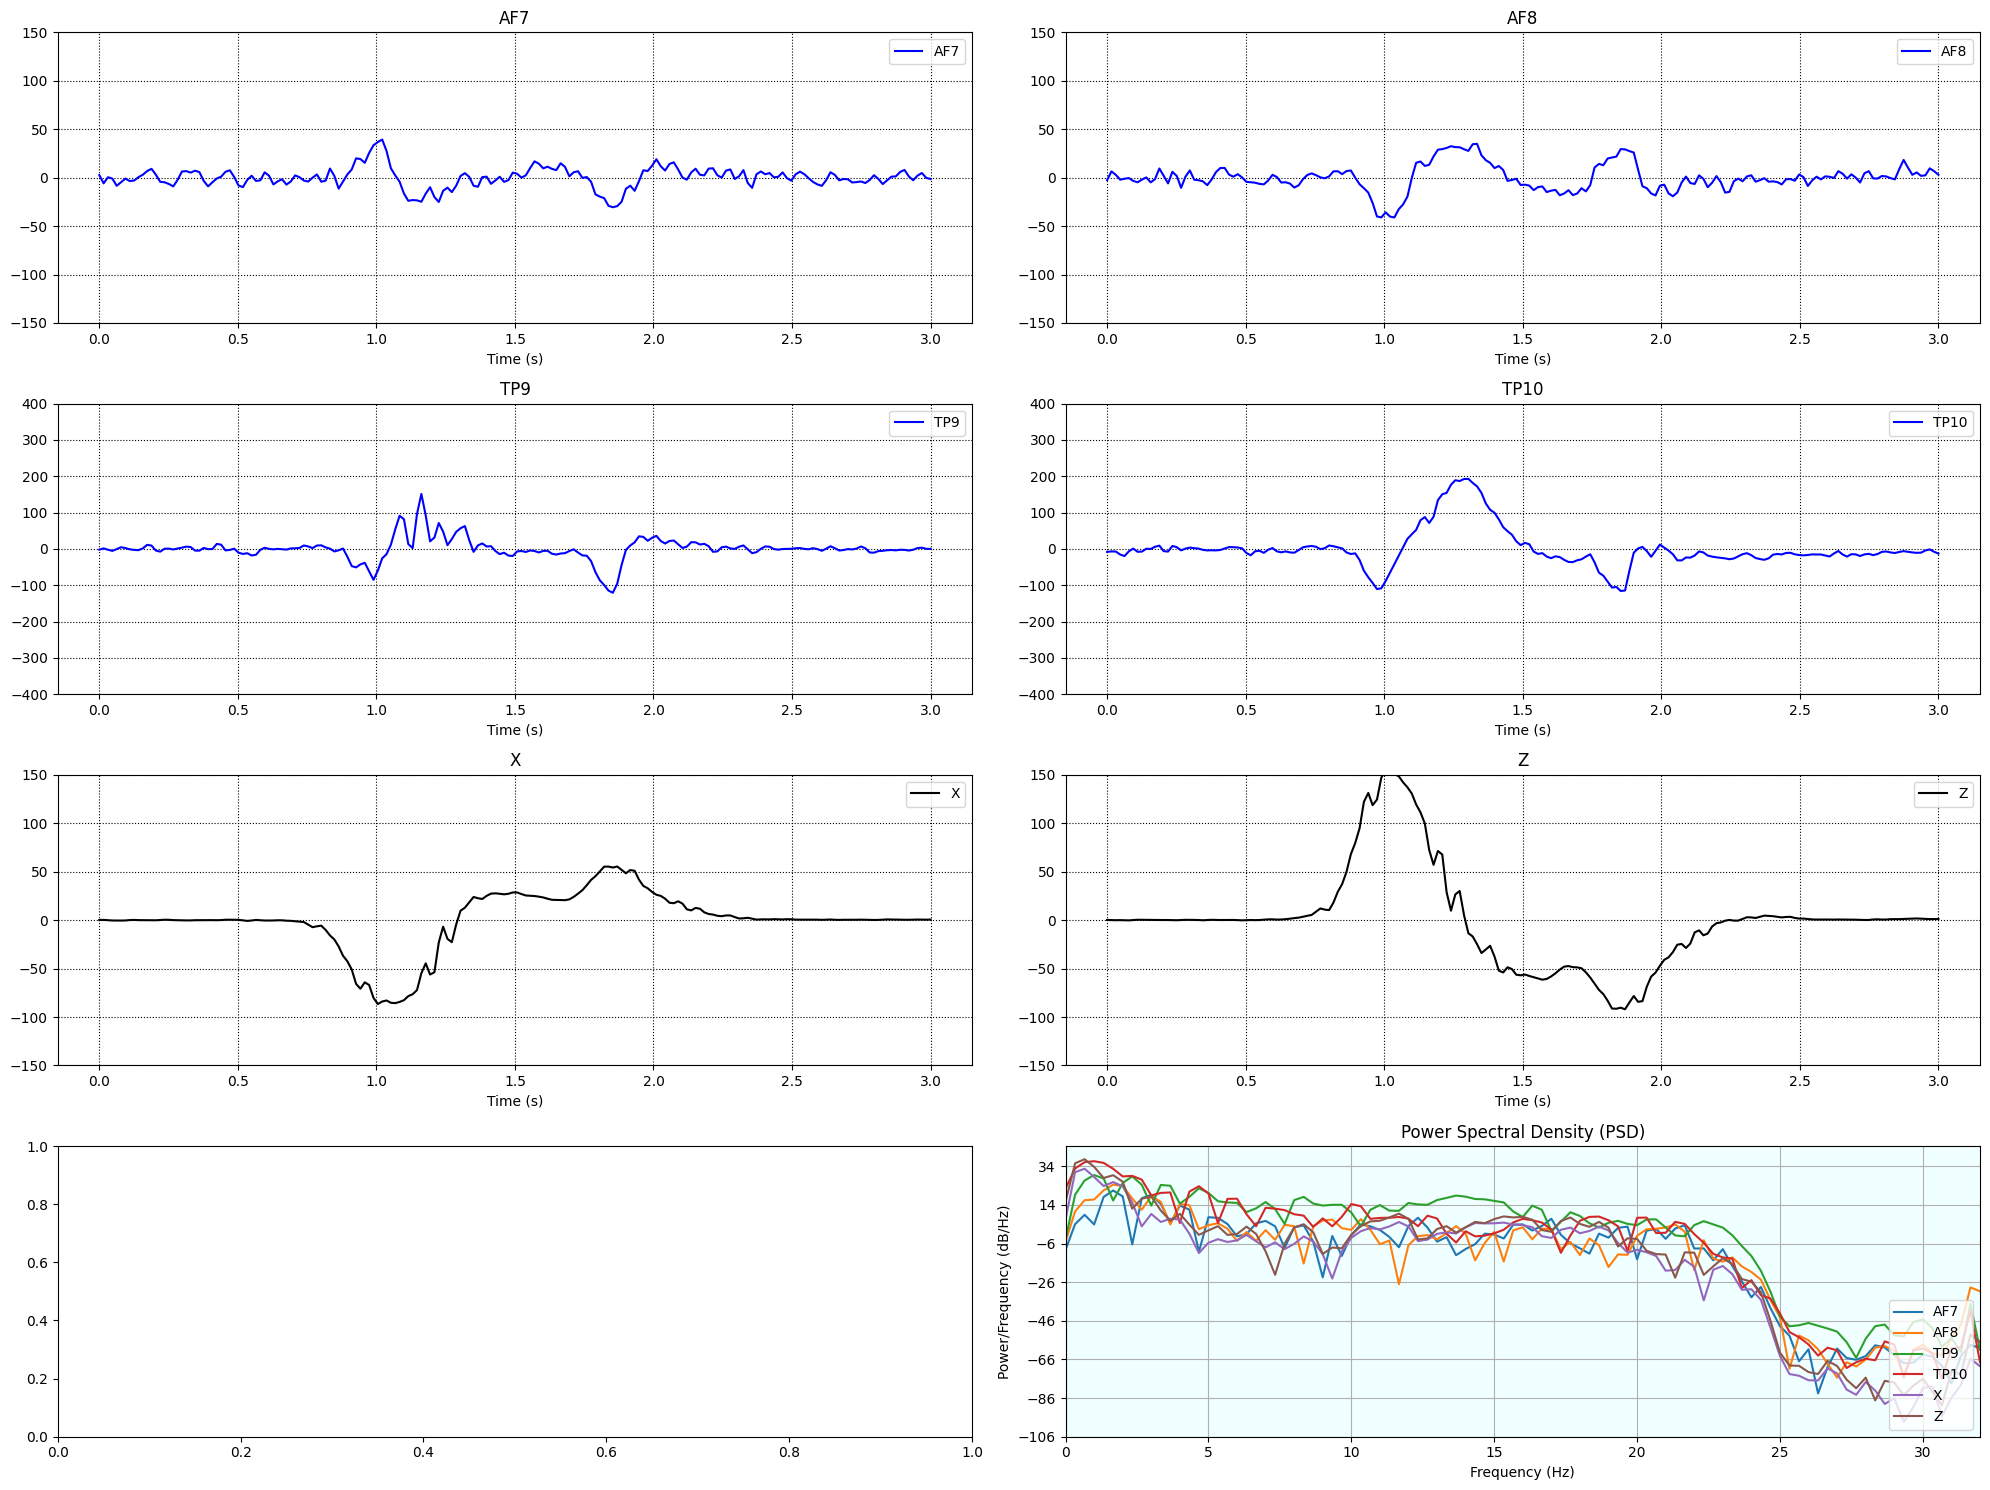 AF7
150
100
50
0
−50
−100
−150
AF7
0.0 0.5 1.0 1.5 2.0 2.5 3.0
Time (s)
AF8
150
100
50
0
−50
−100
−150
AF8
0.0 0.5 1.0 1.5 2.0 2.5 3.0
Time (s)
TP9
400
300
200
100
0
−100
−200
−300
−400
TP9
0.0 0.5 1.0 1.5 2.0 2.5 3.0
Time (s)
TP10
400
300
200
100
0
−100
−200
−300
−400
TP10
0.0 0.5 1.0 1.5 2.0 2.5 3.0
Time (s)
X
150
100
50
0
−50
−100
−150
X
0.0 0.5 1.0 1.5 2.0 2.5 3.0
Time (s)
Z
150
100
50
0
−50
−100
−150
Z
0.0 0.5 1.0 1.5 2.0 2.5 3.0
Time (s)
1.0
0.8
0.6
0.4
0.2
0.0
0.0 0.2 0.4 0.6 0.8 1.0
Power Spectral Density (PSD)
Power/Frequency (dB/Hz)
34
14
−6
−26
−46
−66
−86
−106
AF7
AF8
TP9
TP10
X
Z
0 5 10 15 20 25 30
Frequency (Hz)